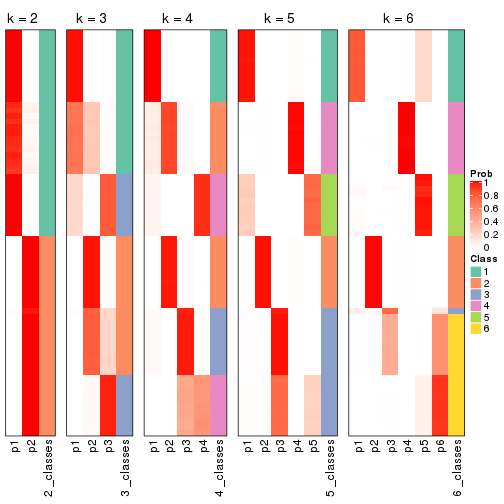 k = 2
k = 3
k = 4
k = 5
k = 6
p1
p2
2_classes
p1
p2
p3
3_classes
p1
p2
p3
p4
4_classes
p1
p2
p3
p4
p5
5_classes
p1
p2
p3
p4
p5
p6
6_classes
Prob
1
0.8
0.6
0.4
0.2
0
Class
1
2
3
4
5
6